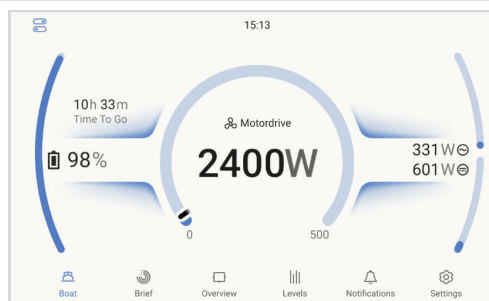 15:13
10h 33m
Time To Go
98%
Motordrive
2400W
331W
601W
0
500
Boat
Brief
Overview
Levels
Notifications
Settings